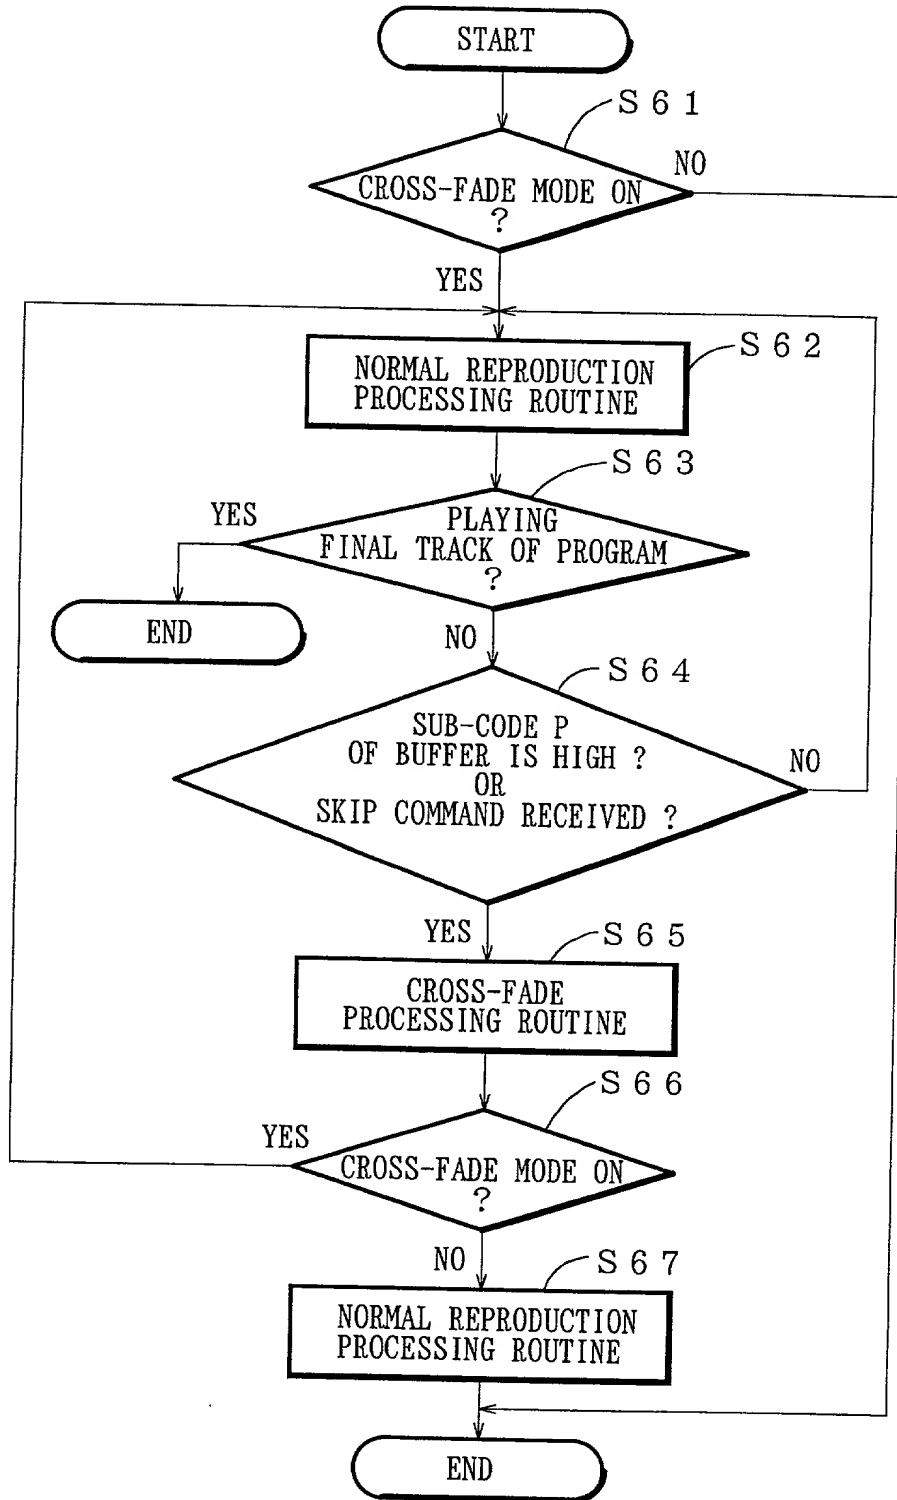 START
S61
NO
CROSS-FADE MODE ON
?
YES
S62
NORMAL REPRODUCTION
PROCESSING ROUTINE
S63
YES
PLAYING
FINAL TRACK OF PROGRAM
?
END
NO
S64
SUB-CODE P
OF BUFFER IS HIGH ?
OR
SKIP COMMAND RECEIVED ?
NO
YES
S65
CROSS-FADE
PROCESSING ROUTINE
S66
YES
CROSS-FADE MODE ON
?
NO
S67
NORMAL REPRODUCTION
PROCESSING ROUTINE
END